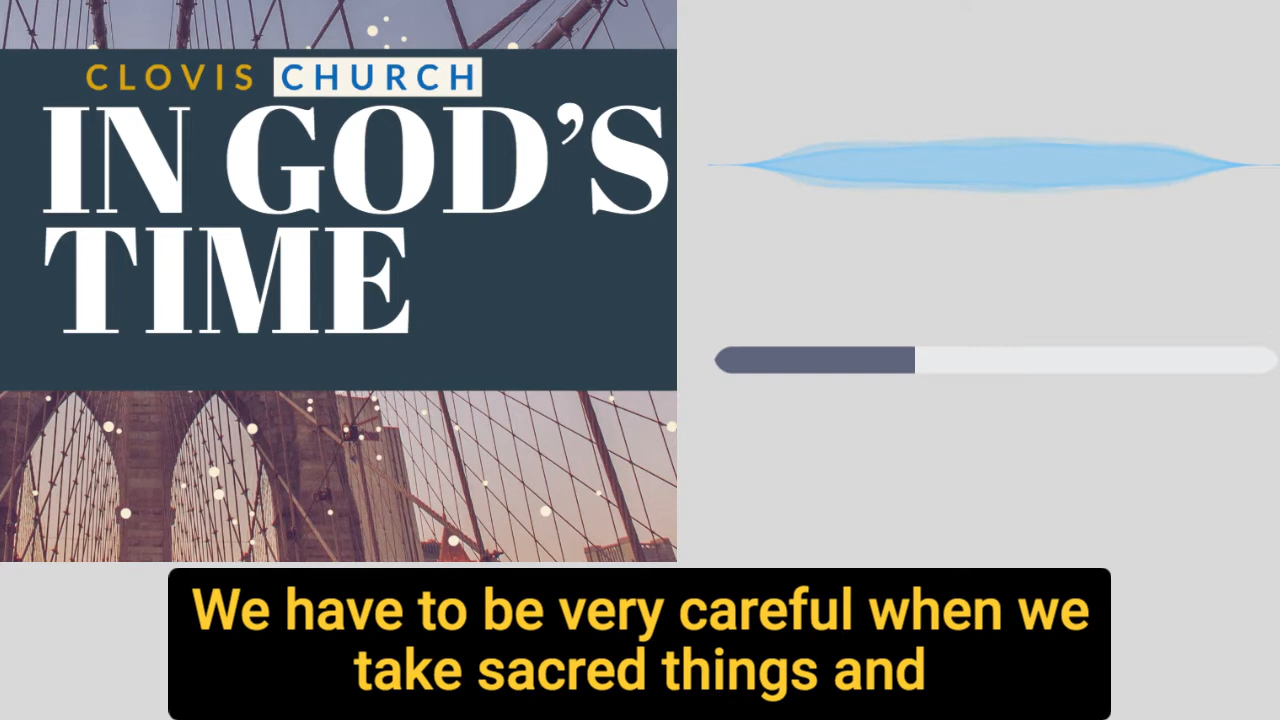 CLOVIS CHURCH
IN GOD'S
TIME
We have to be very careful when we
take sacred things and